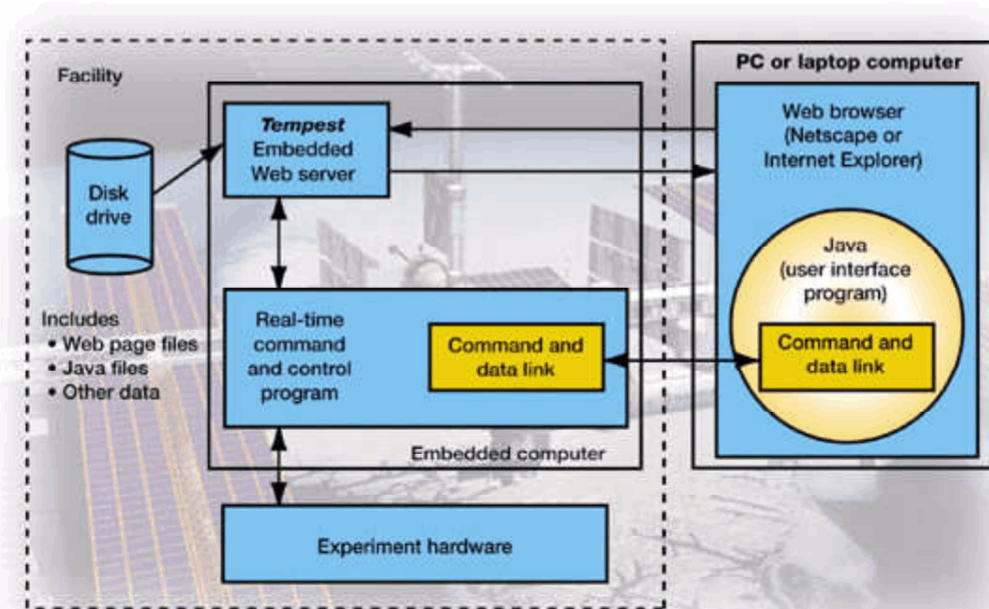 Facility
Tempest
Embedded
Web server
Disk
drive
Includes
• Web page files
• Java files
• Other data
Real-time
command
and control
program
Command and
data link
Embedded computer
Experiment hardware
PC or laptop computer
Web browser
(Netscape or
Internet Explorer)
Java
(user interface
program)
Command and
data link